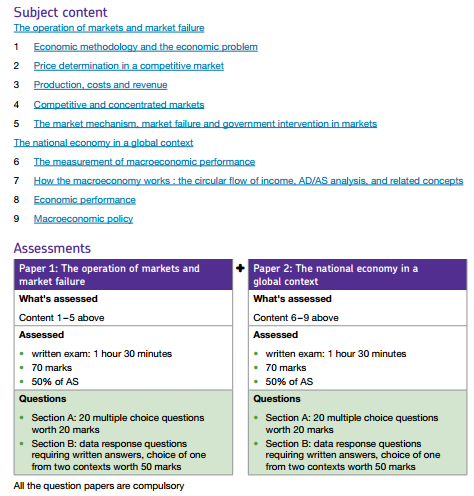 Subject content
The operation of markets and market failure
1 Economic methodology and the economic problem
2 Price determination in a competitive market
3 Production, costs and revenue
4 Competitive and concentrated markets
5 The market mechanism, market failure and government intervention in markets
The national economy in a global context
6 The measurement of macroeconomic performance
7 How the macroeconomy works : the circular flow of income, AD/AS analysis, and related concepts
8 Economic performance
9 Macroeconomic policy
Assessments
Paper 1: The operation of markets and
market failure
What's assessed
Content 1–5 above
Assessed
• written exam: 1 hour 30 minutes
• 70 marks
• 50% of AS
Questions
• Section A: 20 multiple choice questions
worth 20 marks
• Section B: data response questions
requiring written answers, choice of one
from two contexts worth 50 marks
+
Paper 2: The national economy in a
global context
What's assessed
Content 6–9 above
Assessed
• written exam: 1 hour 30 minutes
• 70 marks
• 50% of AS
Questions
• Section A: 20 multiple choice questions
worth 20 marks
• Section B: data response questions
requiring written answers, choice of one
from two contexts worth 50 marks
All the question papers are compulsory